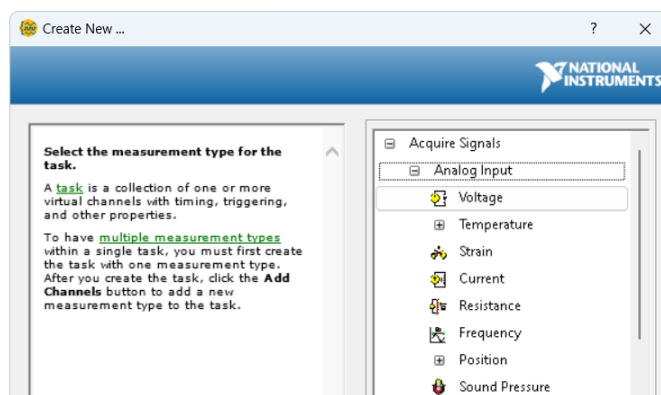 Create New ...
?
NATIONAL
INSTRUMENTS
Select the measurement type for the
task.
A task is a collection of one or more
virtual channels with timing, triggering,
and other properties.
To have multiple measurement types
within a single task, you must first create
the task with one measurement type.
After you create the task, click the Add
Channels button to add a new
measurement type to the task.
Acquire Signals
Analog Input
Voltage
Temperature
Strain
Current
Resistance
Frequency
Position
Sound Pressure